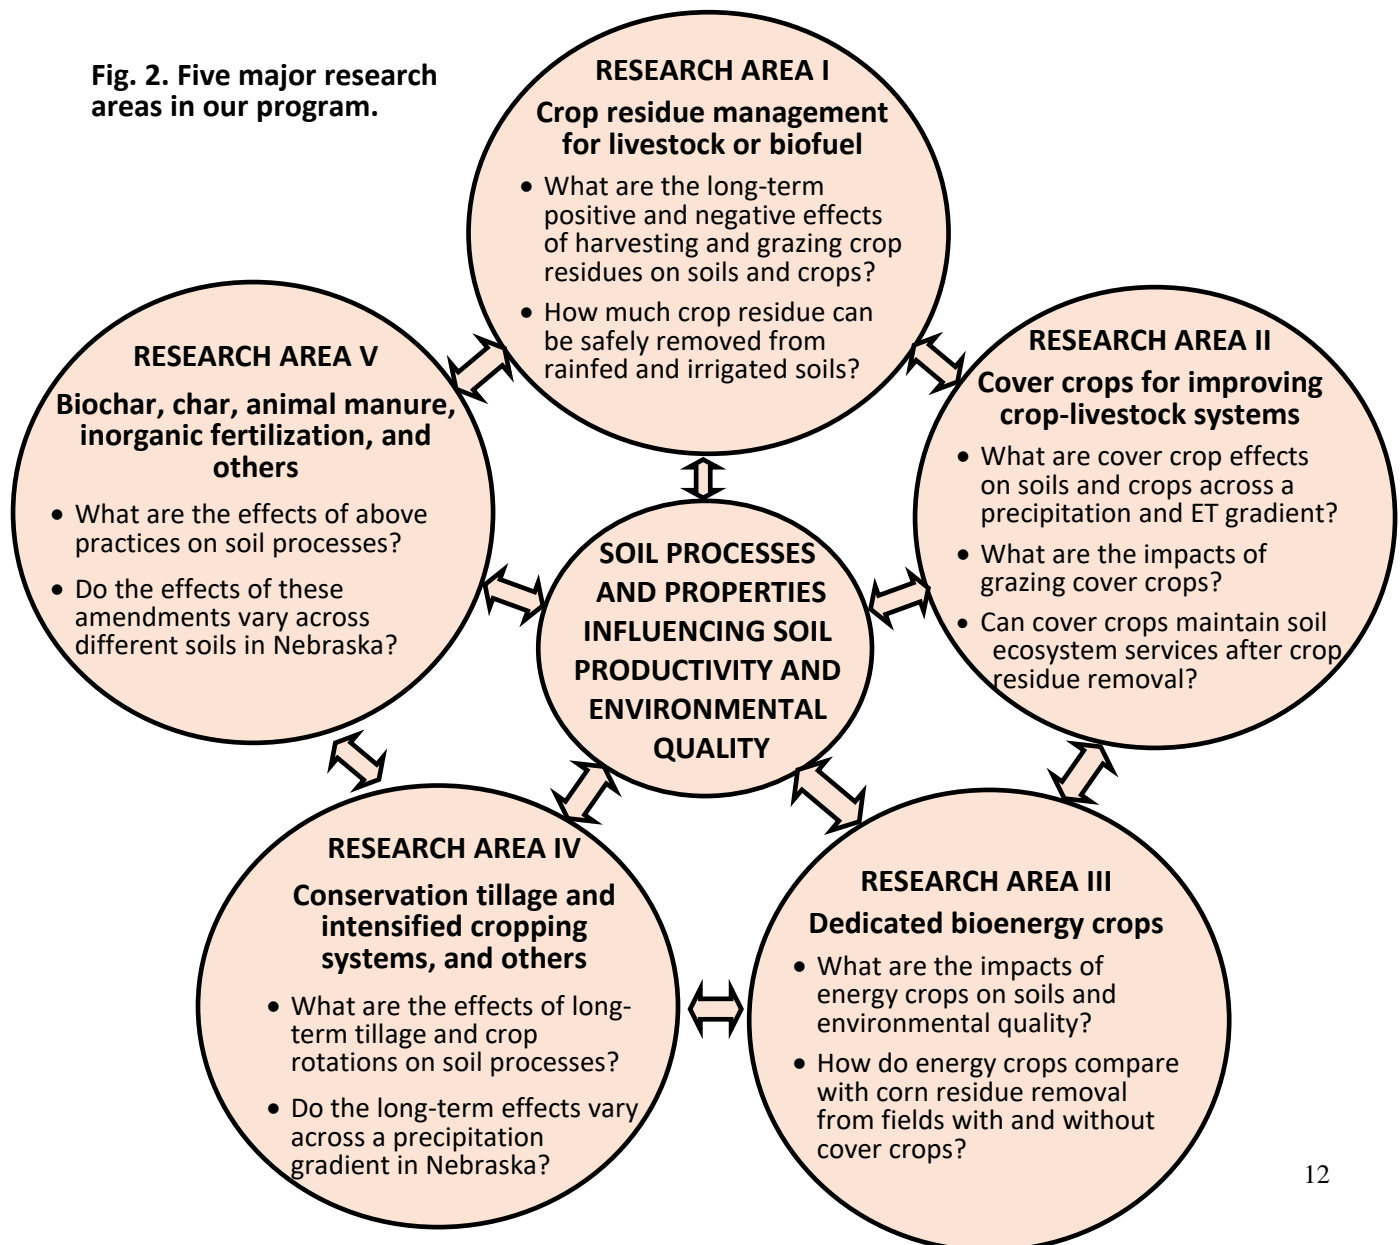 Fig. 2. Five major research
areas in our program.
RESEARCH AREA I
Crop residue management
for livestock or biofuel
• What are the long-term
positive and negative effects
of harvesting and grazing crop
residues on soils and crops?
• How much crop residue can
be safely removed from
rainfed and irrigated soils?
RESEARCH AREA II
Cover crops for improving
crop-livestock systems
• What are cover crop effects
on soils and crops across a
precipitation and ET gradient?
• What are the impacts of
grazing cover crops?
• Can cover crops maintain soil
ecosystem services after crop
residue removal?
RESEARCH AREA V
Biochar, char, animal manure,
inorganic fertilization, and
others
• What are the effects of above
practices on soil processes?
• Do the effects of these
amendments vary across
different soils in Nebraska?
SOIL PROCESSES
AND PROPERTIES
INFLUENCING SOIL
PRODUCTIVITY AND
ENVIRONMENTAL
QUALITY
RESEARCH AREA IV
Conservation tillage and
intensified cropping
systems, and others
• What are the effects of long-
term tillage and crop
rotations on soil processes?
• Do the long-term effects vary
across a precipitation
gradient in Nebraska?
RESEARCH AREA III
Dedicated bioenergy crops
• What are the impacts of
energy crops on soils and
environmental quality?
• How do energy crops compare
with corn residue removal
from fields with and without
cover crops?
12